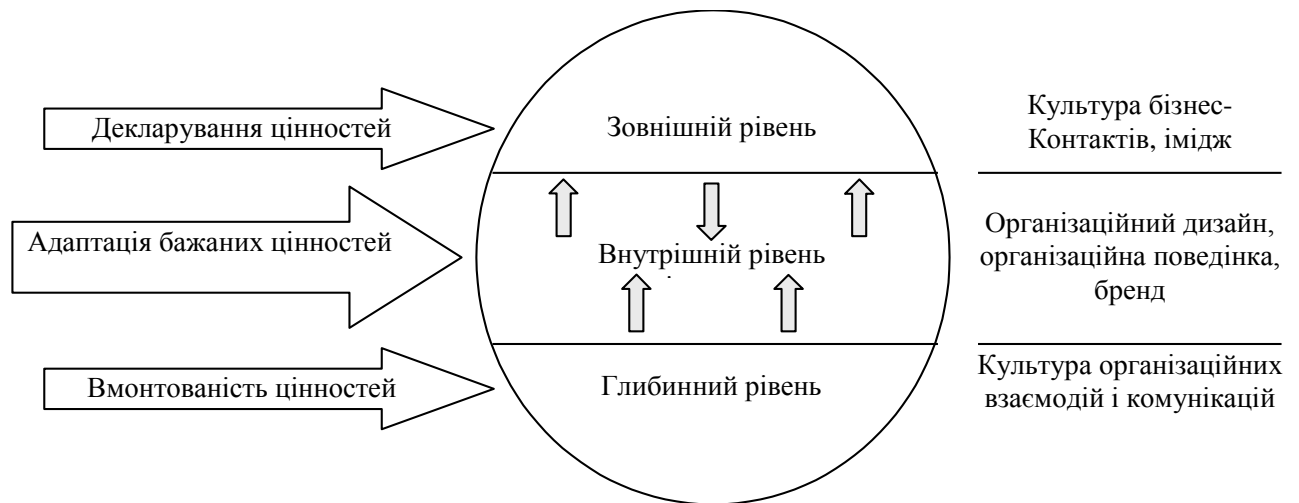 Декларування цінностей
Зовнішній рівень
Культура бізнес-
Контактів, імідж
Адаптація бажаних цінностей
Внутрішній рівень
Організаційний дизайн,
організаційна поведінка,
бренд
Вмонтованість цінностей
Глибинний рівень
Культура організаційних
взаємодій і комунікацій